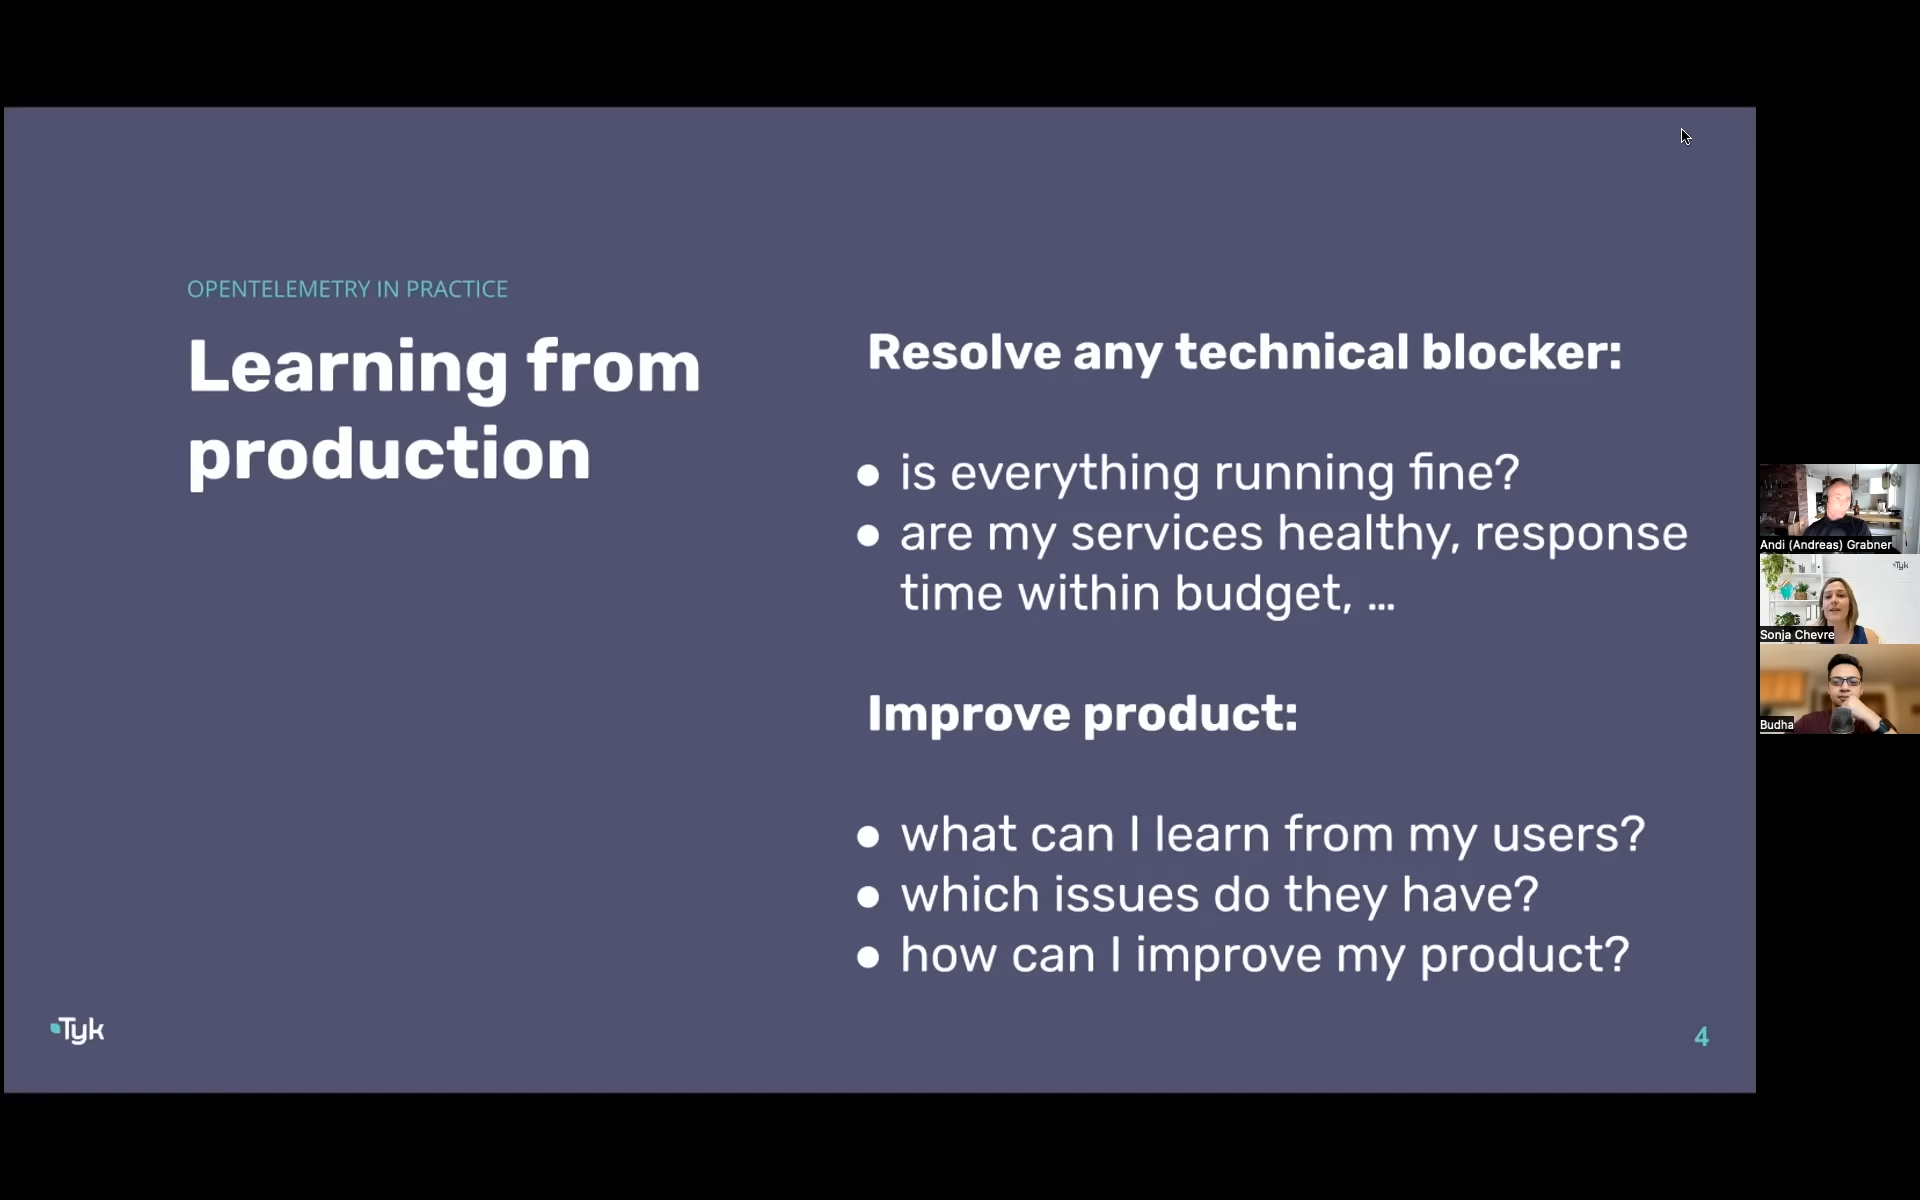 OPENTELEMETRY IN PRACTICE
Learning from
production
Resolve any technical blocker:
● is everything running fine?
● are my services healthy, response
time within budget, ...
Improve product:
● what can I learn from my users?
● which issues do they have?
● how can I improve my product?
Tyk
4
Andi (Andreas) Grabner
Tyk
Sonja Chevre
Budha